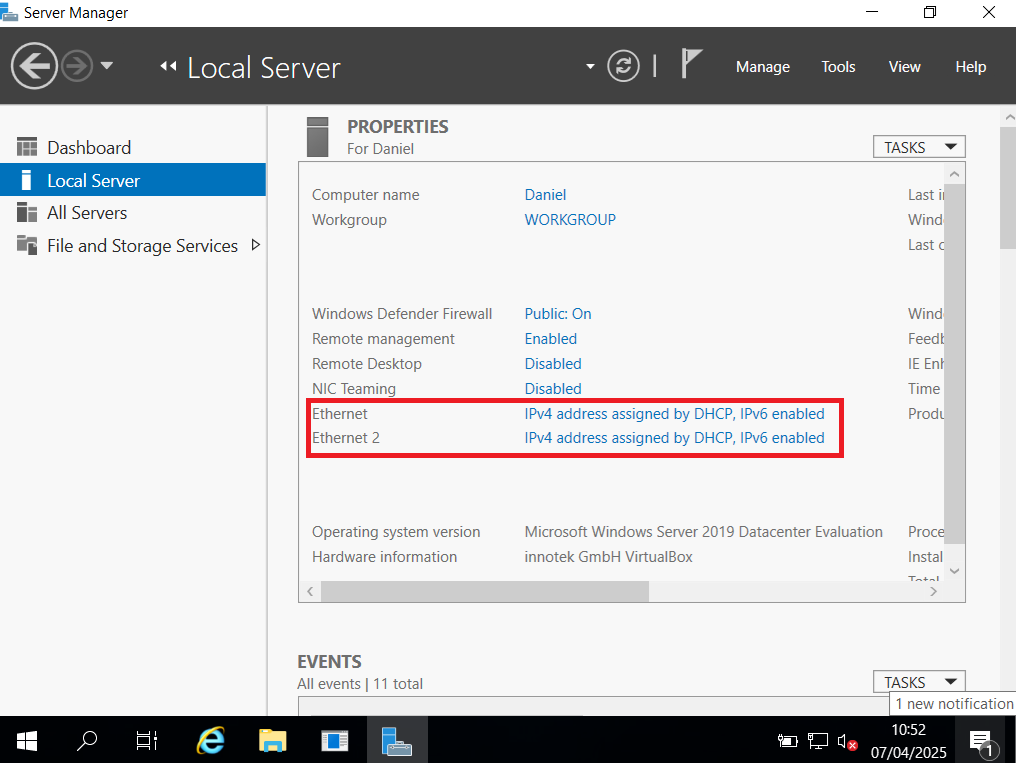 Server Manager
Local Server
Manage Tools View Help
Dashboard
Local Server
All Servers
File and Storage Services
PROPERTIES
For Daniel
TASKS
Computer name Daniel Last in
Workgroup WORKGROUP Wind
Last c
Windows Defender Firewall Public: On Wind
Remote management Enabled Feedb
Remote Desktop Disabled IE Enh
NIC Teaming Disabled Time
Ethernet IPv4 address assigned by DHCP, IPv6 enabled Produ
Ethernet 2 IPv4 address assigned by DHCP, IPv6 enabled
Operating system version Microsoft Windows Server 2019 Datacenter Evaluation Proce
Hardware information innotek GmbH VirtualBox Instal
Total
EVENTS
All events | 11 total
TASKS
1 new notification
10:52
07/04/2025
1